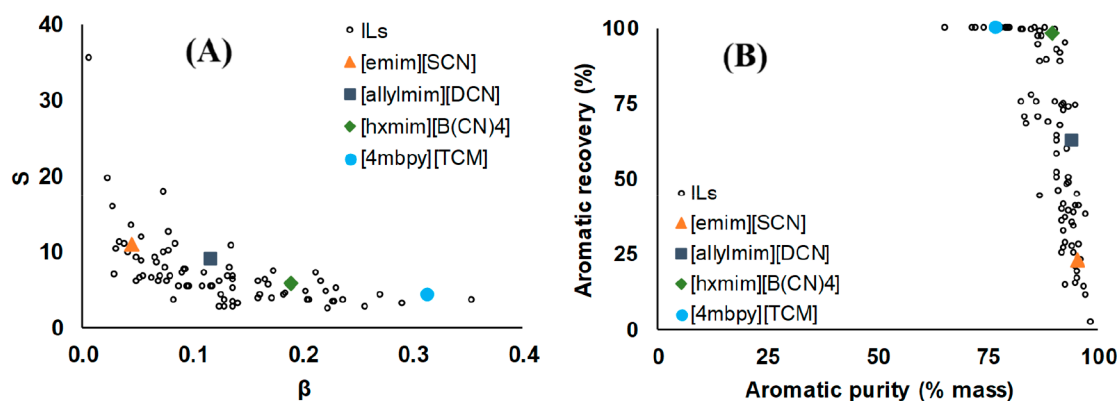 (A)
S
40
30
20
10
0
0.0 0.1 0.2 0.3 0.4
β
ILs
[emim][SCN]
[allylmim][DCN]
[hxmim][B(CN)4]
[4mbpy][TCM]
(B)
Aromatic recovery (%)
100
75
50
25
0
0 25 50 75 100
Aromatic purity (% mass)
ILs
[emim][SCN]
[allylmim][DCN]
[hxmim][B(CN)4]
[4mbpy][TCM]